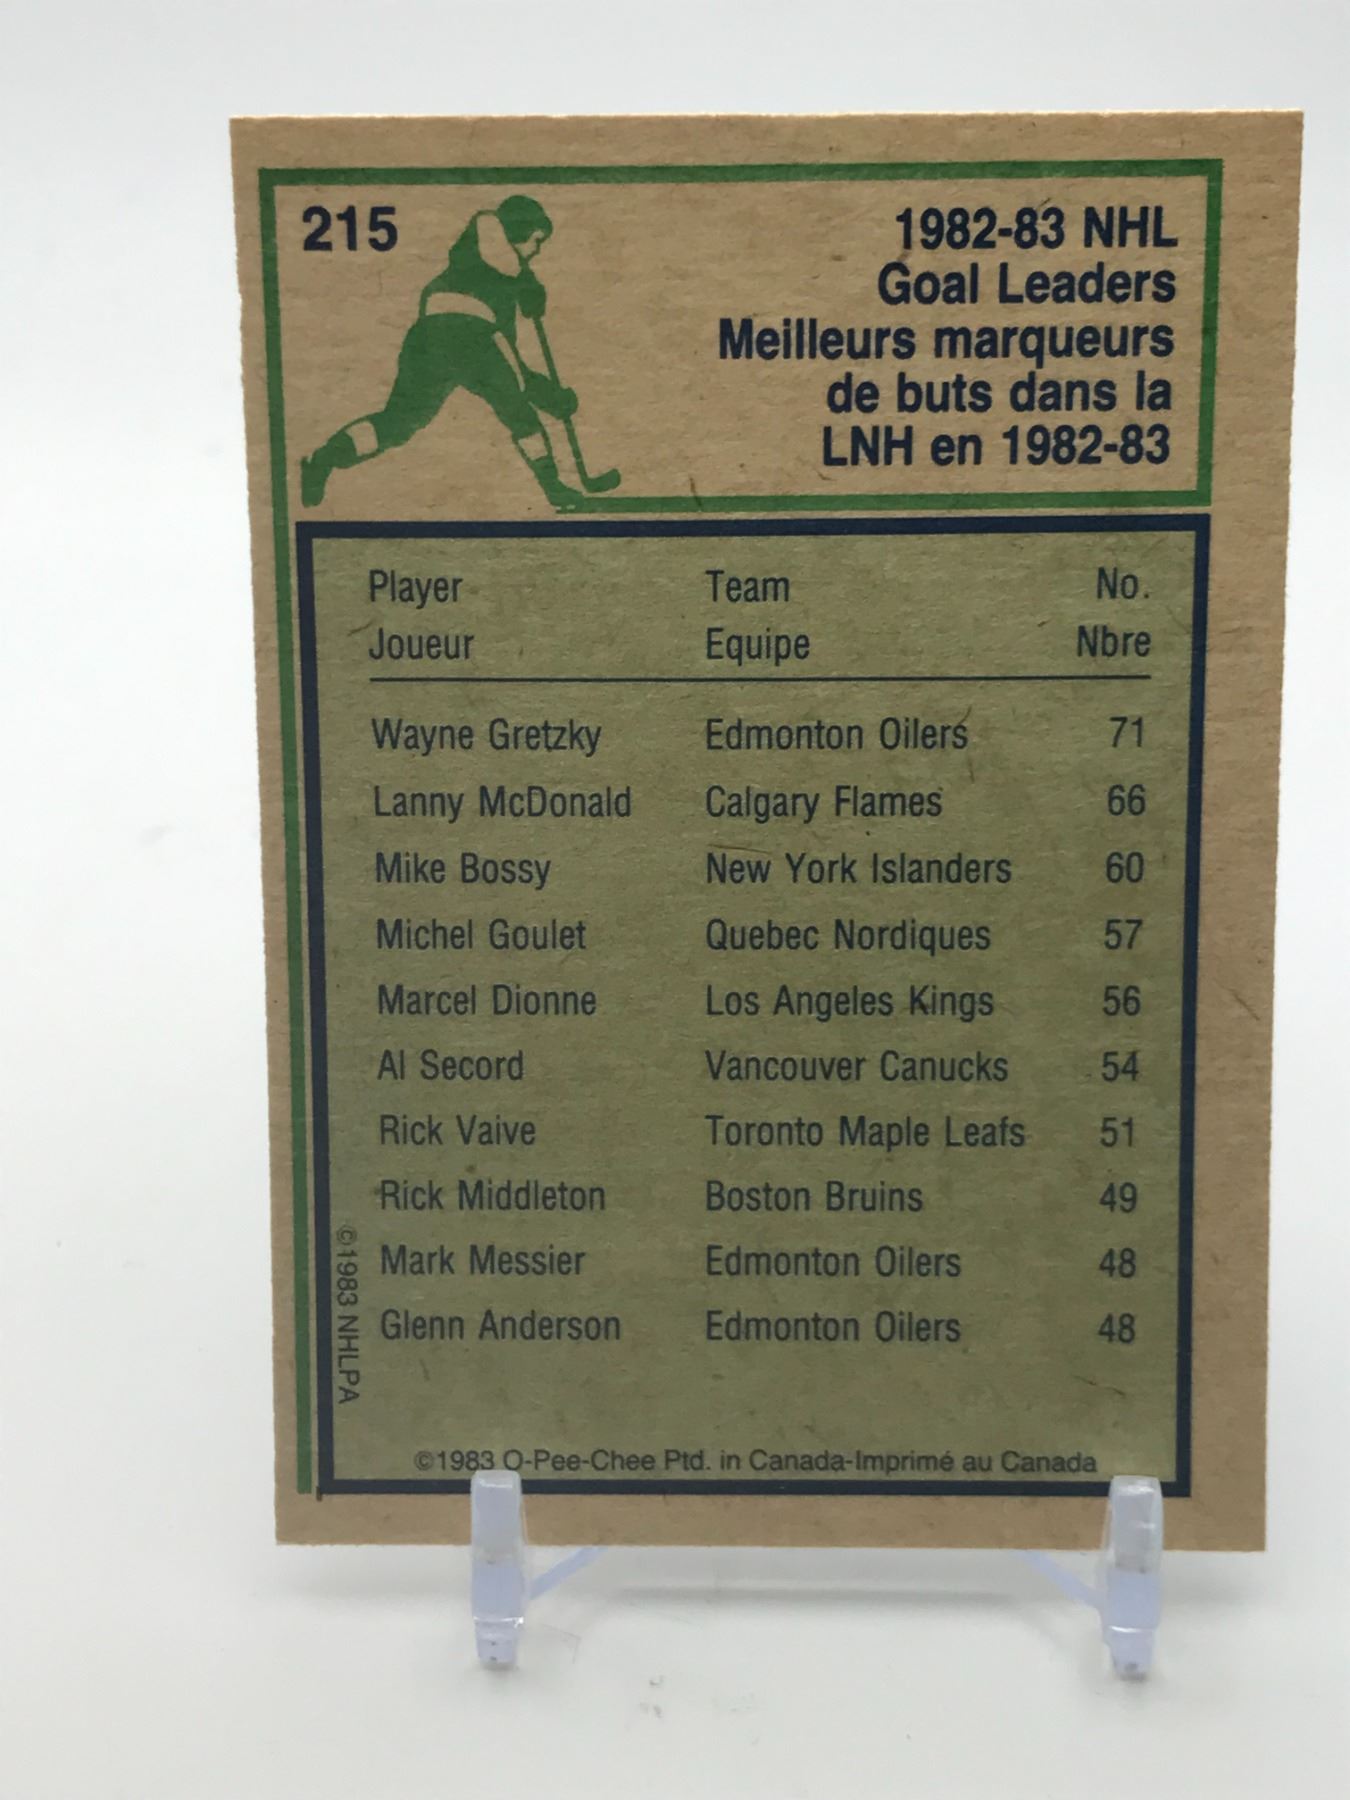 215
1982-83 NHL
Goal Leaders
Meilleurs marqueurs
de buts dans la
LNH en 1982-83
Player Team No.
Joueur Equipe Nbre
Wayne Gretzky Edmonton Oilers 71
Lanny McDonald Calgary Flames 66
Mike Bossy New York Islanders 60
Michel Goulet Quebec Nordiques 57
Marcel Dionne Los Angeles Kings 56
Al Secord Vancouver Canucks 54
Rick Vaive Toronto Maple Leafs 51
Rick Middleton Boston Bruins 49
Mark Messier Edmonton Oilers 48
Glenn Anderson Edmonton Oilers 48
©1983 NHLPA
©1983 O-Pee-Chee Ptd. in Canada-Imprimé au Canada